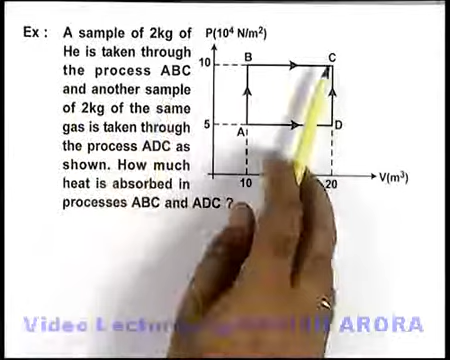 Ex : A sample of 2kg of
He is taken through
the process ABC
and another sample
of 2kg of the same
gas is taken through
the process ADC as
shown. How much
heat is absorbed in
processes ABC and ADC ?
P(10⁴ N/m²)
B
C
10
5
A
D
10
20
V(m³)
Video ARORA